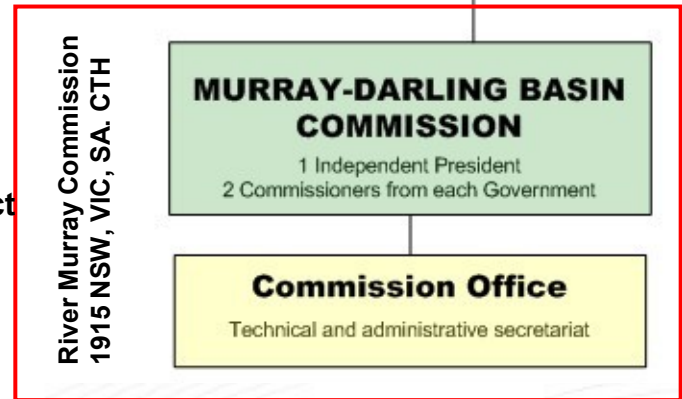 River Murray Commission
1915 NSW, VIC, SA. CTH
MURRAY-DARLING BASIN
COMMISSION
1 Independent President
2 Commissioners from each Government
Commission Office
Technical and administrative secretariat